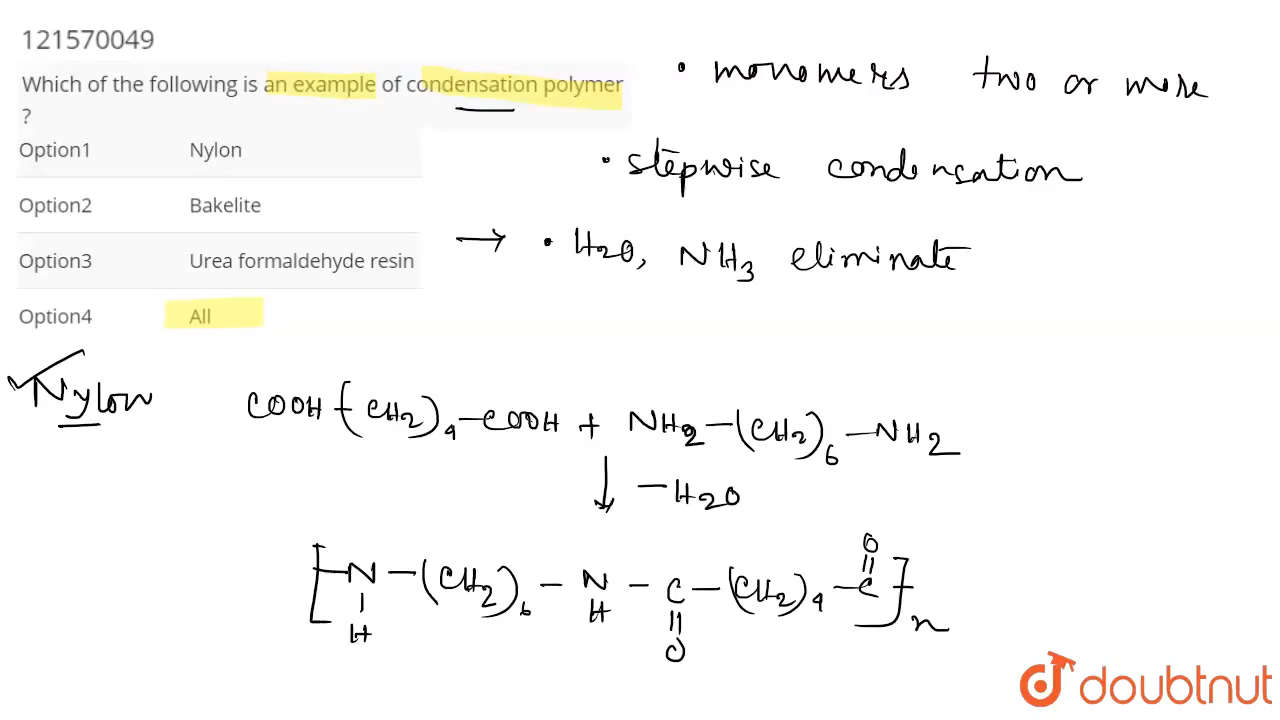 121570049
Which of the following is an example of condensation polymer
?
Option1 Nylon
Option2 Bakelite
Option3 Urea formaldehyde resin
Option4 All
• monomers two or more
• stepwise condensation
→ • H2O, NH3 eliminate
Nylon
COOH-(CH2)4-COOH + NH2-(CH2)6-NH2
↓ -H2O
[-N-(CH2)6-N-C-(CH2)4-C-]n
H H O O
doubtnut